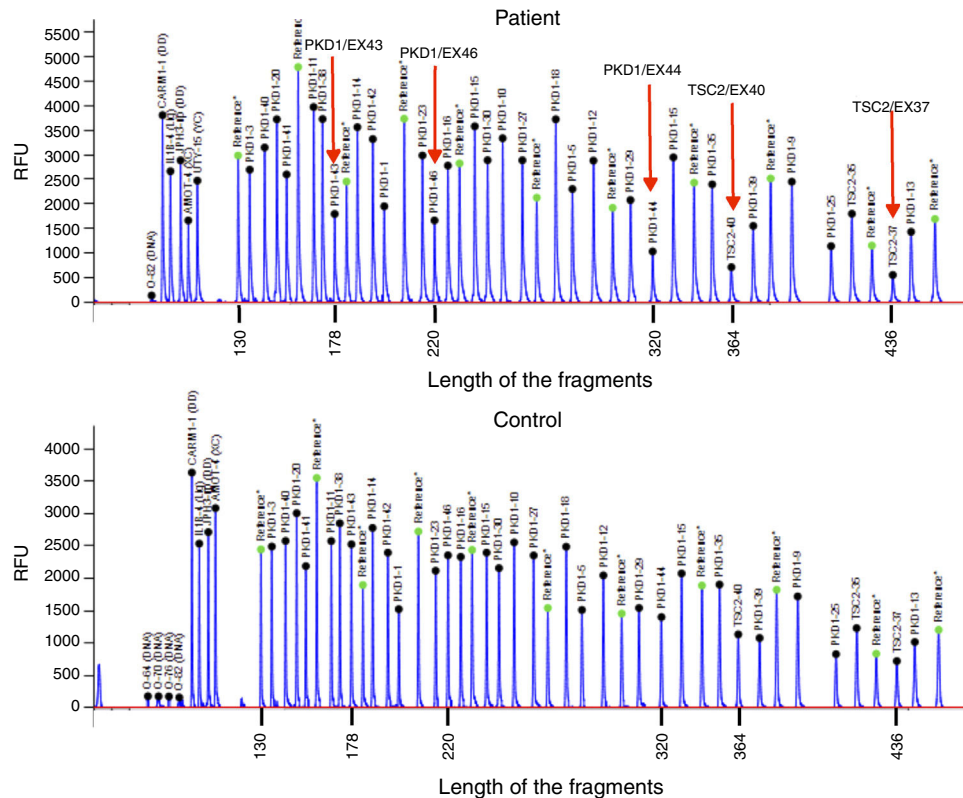 Patient
RFU
5500
5000
4500
4000
3500
3000
2500
2000
1500
1000
500
0
O-82 (DNA)
CARM1-1 (DD)
IL1B-4 (Liq)
AMOT-4 (XC)
UTY-15 (YC)
Reference*
PKD1-3
PKD1-40
PKD1-20
PKD1-41
Reference
PKD1-11
PKD1-38
PKD1/EX43
PKD1-43
Reference*
PKD1-14
PKD1-42
PKD1-1
Reference*
PKD1-23
PKD1/EX46
PKD1-46
PKD1-16
Reference*
PKD1-15
PKD1-30
PKD1-10
PKD1-27
Reference*
PKD1-18
PKD1-5
PKD1-12
Reference*
PKD1-29
PKD1/EX44
PKD1-44
PKD1-15
Reference*
PKD1-35
TSC2/EX40
TSC2-40
PKD1-39
Reference*
PKD1-9
PKD1-25
TSC2-35
Reference*
TSC2/EX37
TSC2-37
PKD1-13
Reference*
130
178
220
320
364
436
Length of the fragments
Control
RFU
4000
3500
3000
2500
2000
1500
1000
500
0
O-64 (DNA)
O-70 (DNA)
O-76 (DNA)
O-82 (DNA)
CARM1-1 (DD)
IL1B-4 (Liq)
AMOT-4 (XC)
Reference*
PKD1-3
PKD1-40
PKD1-20
PKD1-41
Reference*
PKD1-11
PKD1-38
PKD1-43
Reference*
PKD1-14
PKD1-42
PKD1-1
Reference*
PKD1-23
PKD1-46
PKD1-16
Reference*
PKD1-15
PKD1-30
PKD1-10
PKD1-27
Reference*
PKD1-18
PKD1-5
PKD1-12
Reference*
PKD1-29
PKD1-44
PKD1-15
Reference*
PKD1-35
TSC2-40
PKD1-39
Reference*
PKD1-9
PKD1-25
TSC2-35
Reference*
TSC2-37
PKD1-13
Reference*
130
178
220
320
364
436
Length of the fragments